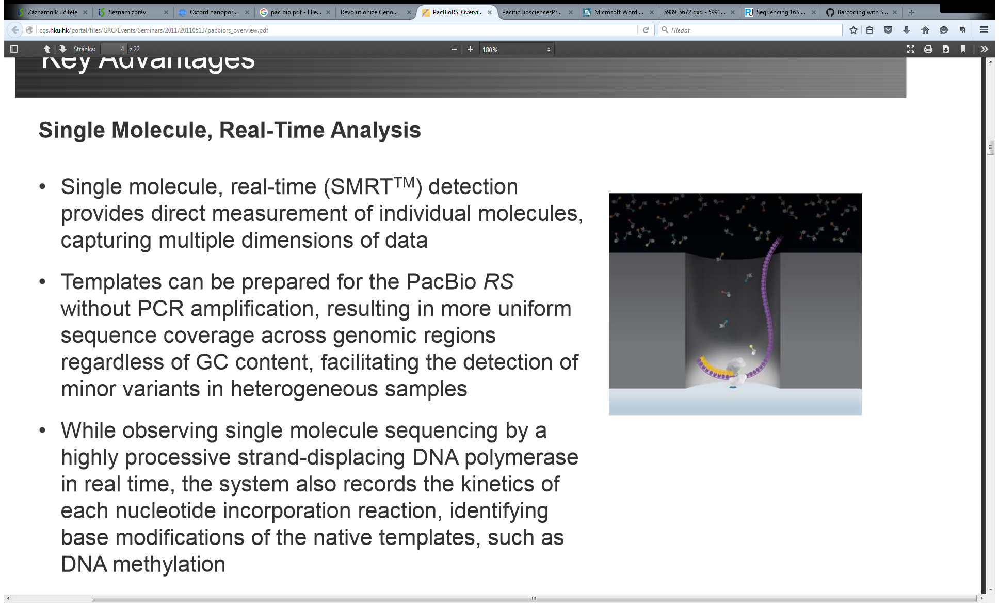 Záznamník učitele
Seznam zpráv
Oxford nanopor...
pac bio pdf - Hle...
Revolutionize Geno...
PacBioRS_Overvi...
PacificBiosciencesPr...
Microsoft Word ...
5989_5672.qxd - 5991...
Sequencing 16S ...
Barcoding with S...
cgs.hku.hk/portal/files/GRC/Events/Seminars/2011/20110513/pacbiors_overview.pdf
Hledat
Stránka: 4 z 22
180%
Key Advantages
Single Molecule, Real-Time Analysis
• Single molecule, real-time (SMRT™) detection
provides direct measurement of individual molecules,
capturing multiple dimensions of data
• Templates can be prepared for the PacBio RS
without PCR amplification, resulting in more uniform
sequence coverage across genomic regions
regardless of GC content, facilitating the detection of
minor variants in heterogeneous samples
• While observing single molecule sequencing by a
highly processive strand-displacing DNA polymerase
in real time, the system also records the kinetics of
each nucleotide incorporation reaction, identifying
base modifications of the native templates, such as
DNA methylation